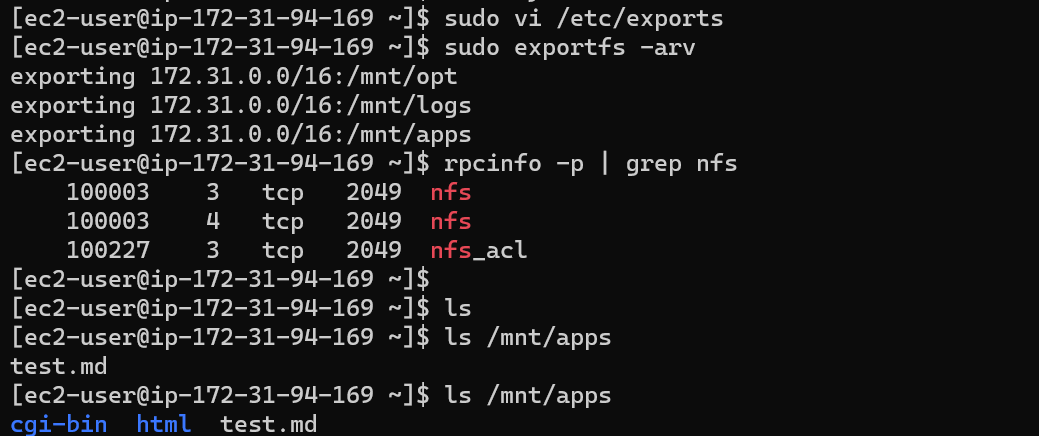 [ec2-user@ip-172-31-94-169 ~]$ sudo vi /etc/exports
[ec2-user@ip-172-31-94-169 ~]$ sudo exportfs -arv
exporting 172.31.0.0/16:/mnt/opt
exporting 172.31.0.0/16:/mnt/logs
exporting 172.31.0.0/16:/mnt/apps
[ec2-user@ip-172-31-94-169 ~]$ rpcinfo -p | grep nfs
    100003    3   tcp   2049  nfs
    100003    4   tcp   2049  nfs
    100227    3   tcp   2049  nfs_acl
[ec2-user@ip-172-31-94-169 ~]$
[ec2-user@ip-172-31-94-169 ~]$ ls
[ec2-user@ip-172-31-94-169 ~]$ ls /mnt/apps
test.md
[ec2-user@ip-172-31-94-169 ~]$ ls /mnt/apps
cgi-bin  html  test.md